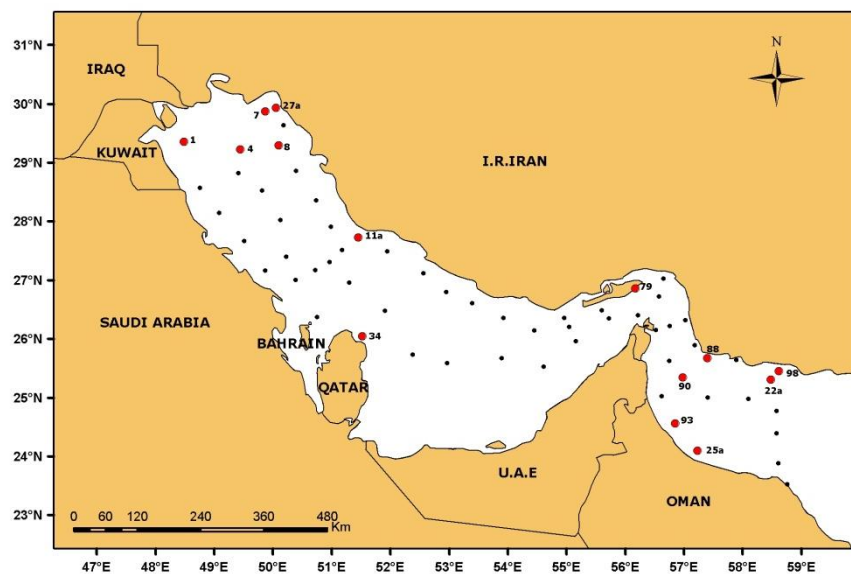 N
31°N
IRAQ
30°N
7
27a
1
4
8
KUWAIT
29°N
I.R.IRAN
28°N
11a
27°N
79
SAUDI ARABIA
26°N
BAHRAIN
34
88
QATAR
98
90
22a
25°N
93
25a
24°N
U.A.E
OMAN
23°N
0 60 120 240 360 480
Km
47°E 48°E 49°E 50°E 51°E 52°E 53°E 54°E 55°E 56°E 57°E 58°E 59°E